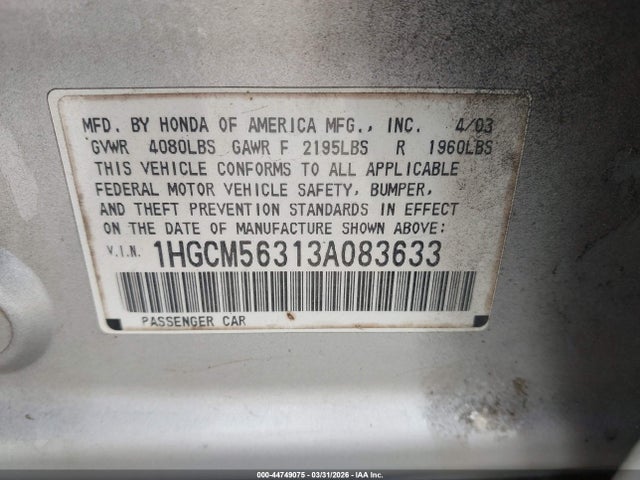 MFD. BY HONDA OF AMERICA MFG., INC. 4/03
GVWR 4080LBS GAWR F 2195LBS R 1960LBS
THIS VEHICLE CONFORMS TO ALL APPLICABLE
FEDERAL MOTOR VEHICLE SAFETY, BUMPER,
AND THEFT PREVENTION STANDARDS IN EFFECT
ON THE DATE OF MANUFACTURE SHOWN ABOVE:
V.I.N. 1HGCM56313A083633
PASSENGER CAR
000-44749075 - 03/31/2026 - IAA Inc.